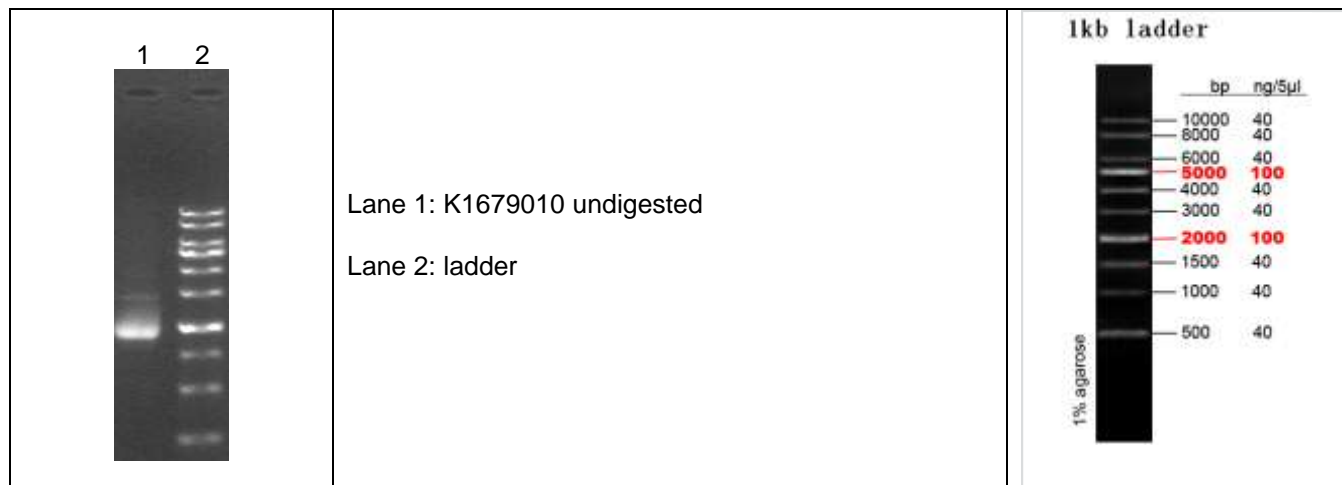 1 2
Lane 1: K1679010 undigested
Lane 2: ladder
1kb ladder
bp ng/5μl
10000 40
8000 40
6000 40
5000 100
4000 40
3000 40
2000 100
1500 40
1000 40
500 40
1% agarose